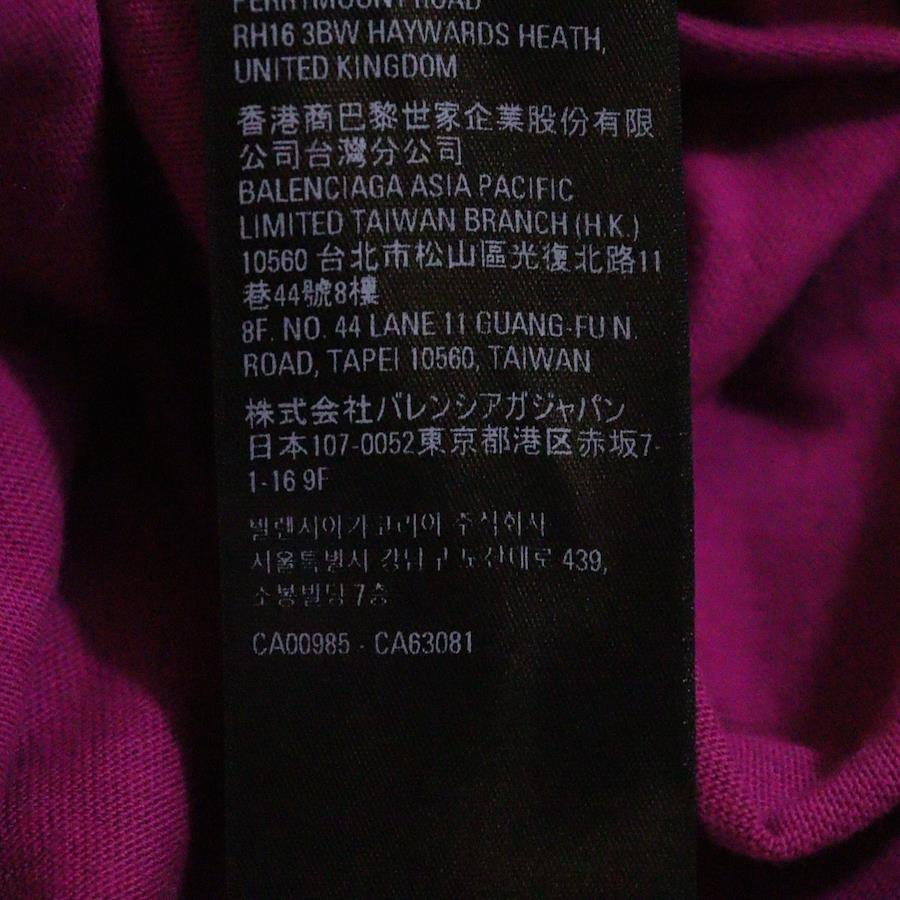 PERRYMOUNT ROAD
RH16 3BW HAYWARDS HEATH,
UNITED KINGDOM
香港商巴黎世家企業股份有限
公司台灣分公司
BALENCIAGA ASIA PACIFIC
LIMITED TAIWAN BRANCH (H.K.)
10560 台北市松山區光復北路11
巷44號8樓
8F. NO. 44 LANE 11 GUANG-FU N.
ROAD, TAPEI 10560, TAIWAN
株式会社バレンシアガジャパン
日本107-0052東京都港区赤坂7-
1-16 9F
발렌시아가코리아 주식회사
서울특별시 강남구 도산대로 439,
소봉빌딩 7층
CA00985 - CA63081